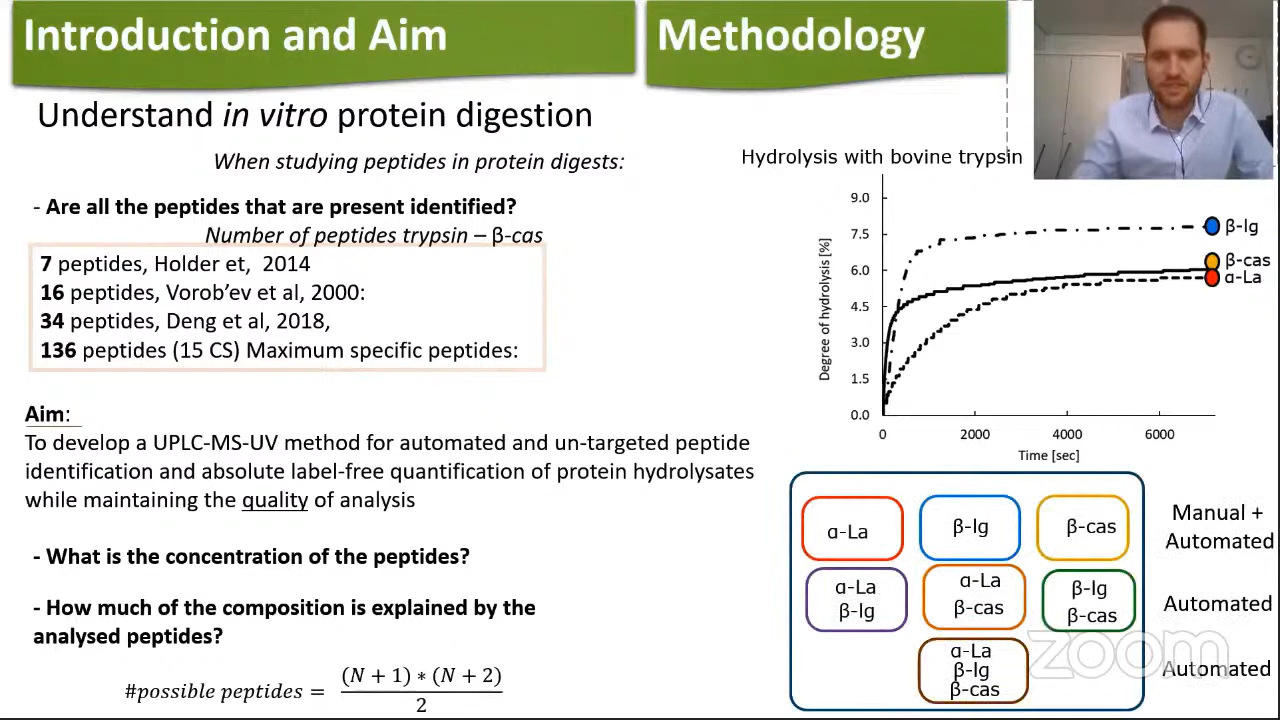 Introduction and Aim
Methodology
Understand in vitro protein digestion
When studying peptides in protein digests:
- Are all the peptides that are present identified?
Number of peptides trypsin – β-cas
7 peptides, Holder et, 2014
16 peptides, Vorob’ev et al, 2000:
34 peptides, Deng et al, 2018,
136 peptides (15 CS) Maximum specific peptides:
Aim:
To develop a UPLC-MS-UV method for automated and un-targeted peptide
identification and absolute label-free quantification of protein hydrolysates
while maintaining the quality of analysis
- What is the concentration of the peptides?
- How much of the composition is explained by the
analysed peptides?
#possible peptides = (N + 1) ∗ (N + 2)
2
Hydrolysis with bovine trypsin
Degree of hydrolysis [%]
9.0
7.5
6.0
4.5
3.0
1.5
0.0
β-lg
β-cas
α-La
0 2000 4000 6000
Time [sec]
α-La
β-lg
β-cas
Manual +
Automated
α-La
β-lg
α-La
β-cas
β-lg
β-cas
Automated
α-La
β-lg
β-cas
Automated
zoom